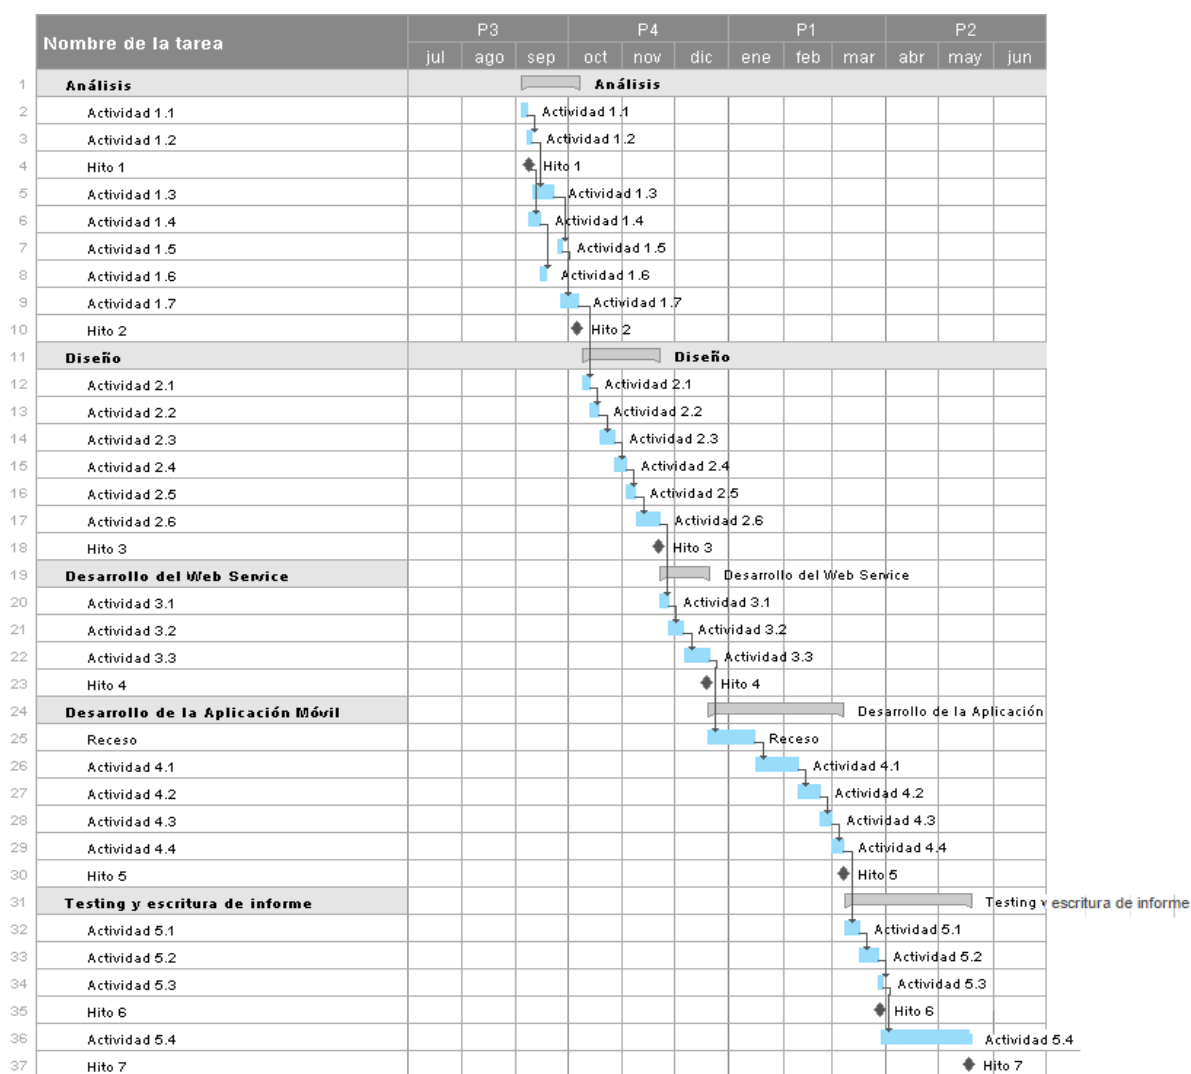 Nombre de la tarea P3 P4 P1 P2
jul ago sep oct nov dic ene feb mar abr may jun
1 Análisis Análisis
2 Actividad 1.1 Actividad 1.1
3 Actividad 1.2 Actividad 1.2
4 Hito 1 Hito 1
5 Actividad 1.3 Actividad 1.3
6 Actividad 1.4 Actividad 1.4
7 Actividad 1.5 Actividad 1.5
8 Actividad 1.6 Actividad 1.6
9 Actividad 1.7 Actividad 1.7
10 Hito 2 Hito 2
11 Diseño Diseño
12 Actividad 2.1 Actividad 2.1
13 Actividad 2.2 Actividad 2.2
14 Actividad 2.3 Actividad 2.3
15 Actividad 2.4 Actividad 2.4
16 Actividad 2.5 Actividad 2.5
17 Actividad 2.6 Actividad 2.6
18 Hito 3 Hito 3
19 Desarrollo del Web Service Desarrollo del Web Service
20 Actividad 3.1 Actividad 3.1
21 Actividad 3.2 Actividad 3.2
22 Actividad 3.3 Actividad 3.3
23 Hito 4 Hito 4
24 Desarrollo de la Aplicación Móvil Desarrollo de la Aplicación
25 Receso Receso
26 Actividad 4.1 Actividad 4.1
27 Actividad 4.2 Actividad 4.2
28 Actividad 4.3 Actividad 4.3
29 Actividad 4.4 Actividad 4.4
30 Hito 5 Hito 5
31 Testing y escritura de informe Testing y escritura de informe
32 Actividad 5.1 Actividad 5.1
33 Actividad 5.2 Actividad 5.2
34 Actividad 5.3 Actividad 5.3
35 Hito 6 Hito 6
36 Actividad 5.4 Actividad 5.4
37 Hito 7 Hito 7